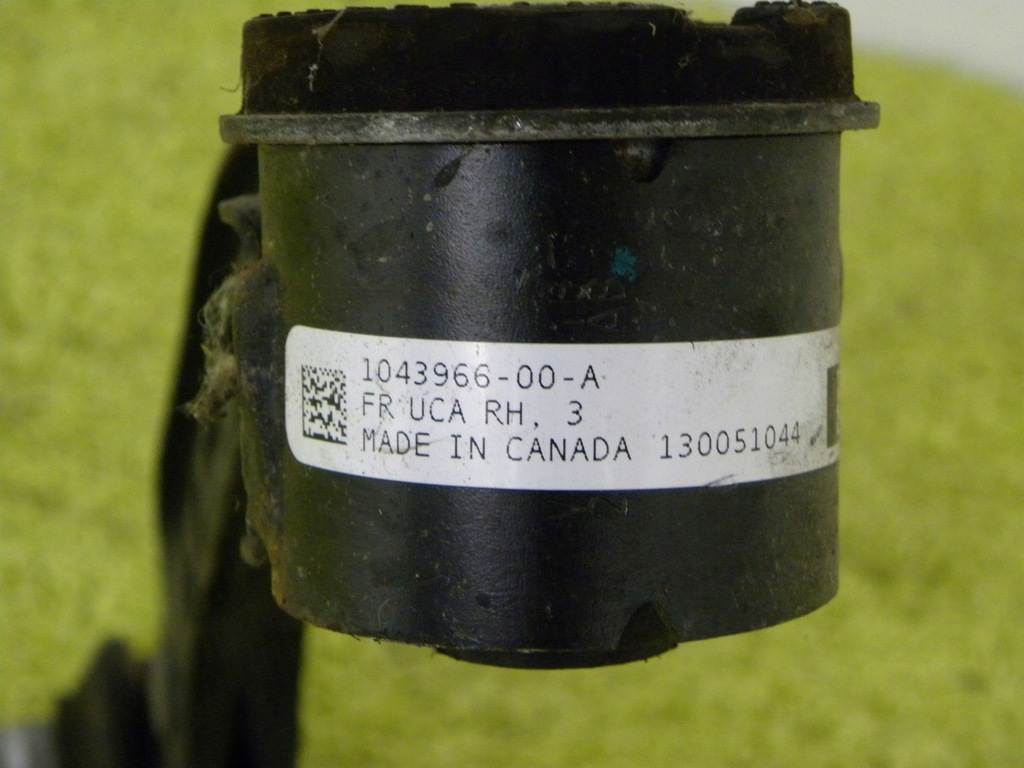 1043966-00-A
FR UCA RH, 3
MADE IN CANADA 130051044